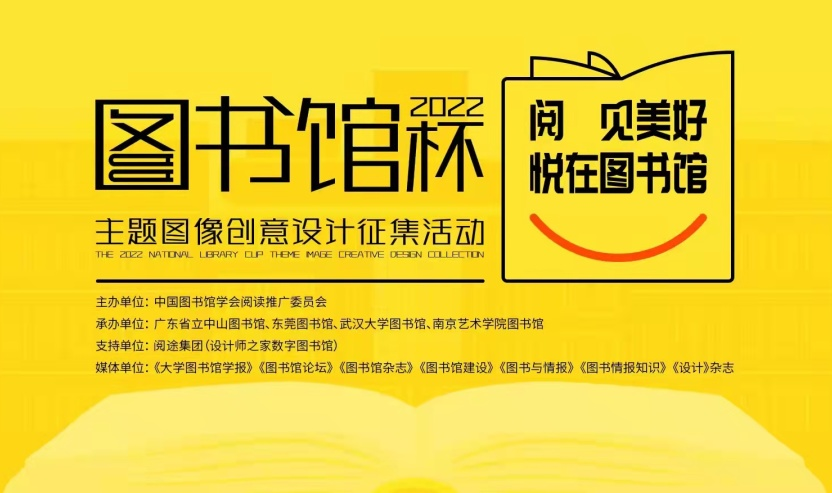 图书馆杯
2022
主题图像创意设计征集活动
THE 2022 NATIONAL LIBRARY CUP THEME IMAGE CREATIVE DESIGN COLLECTION
阅 见美好
悦在图书馆
主办单位：中国图书馆学会阅读推广委员会
承办单位：广东省立中山图书馆、东莞图书馆、武汉大学图书馆、南京艺术学院图书馆
支持单位：阅途集团（设计师之家数字图书馆）
媒体单位：《大学图书馆学报》《图书馆论坛》《图书馆杂志》《图书馆建设》《图书与情报》《图书情报知识》《设计》杂志